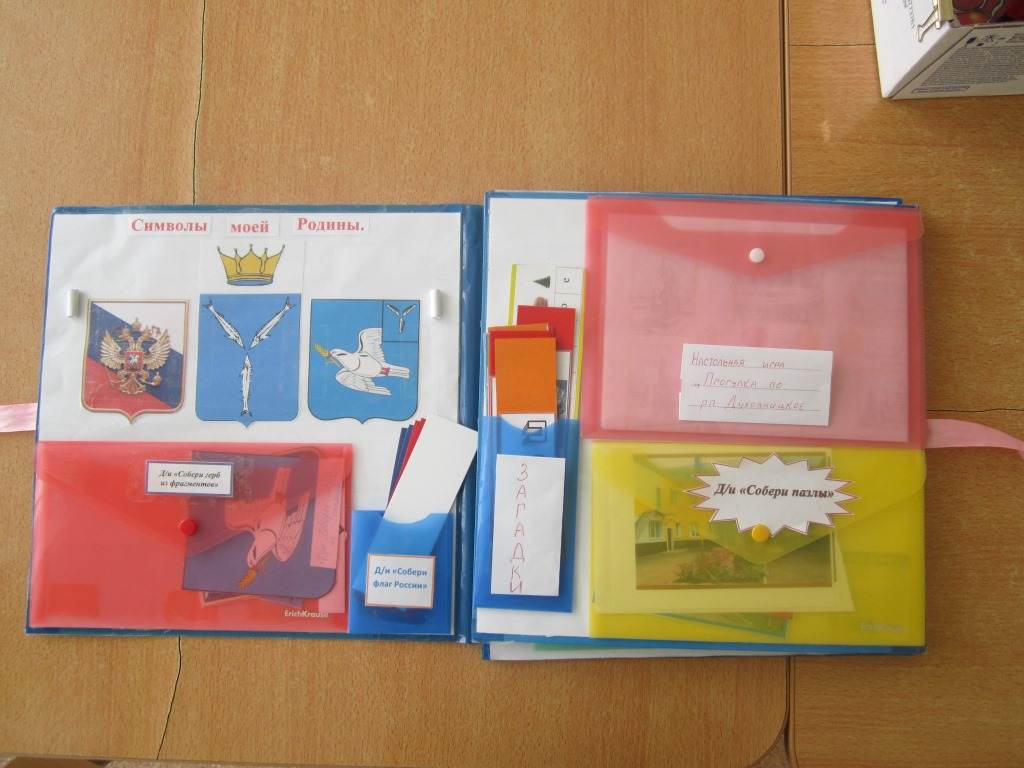 Символы моей Родины.
Д/и «Собери герб
из фрагментов»
ErichKrause
Д/и «Собери
флаг России»
ЗАГАДКИ
Настольная игра
„Прогулка по
рп Духовницкое
Д/и «Собери пазлы»
ErichKrause